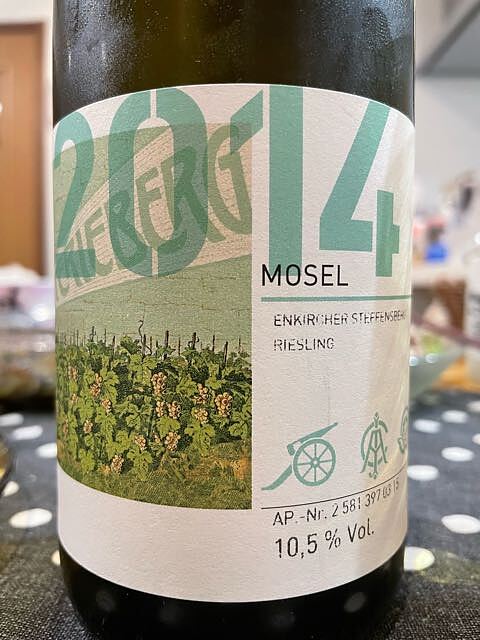 2014
MOSEL
ENKIRCHER STEFFENSBERG
RIESLING
AP.-Nr. 2 581 397 03 15
10,5 % Vol.